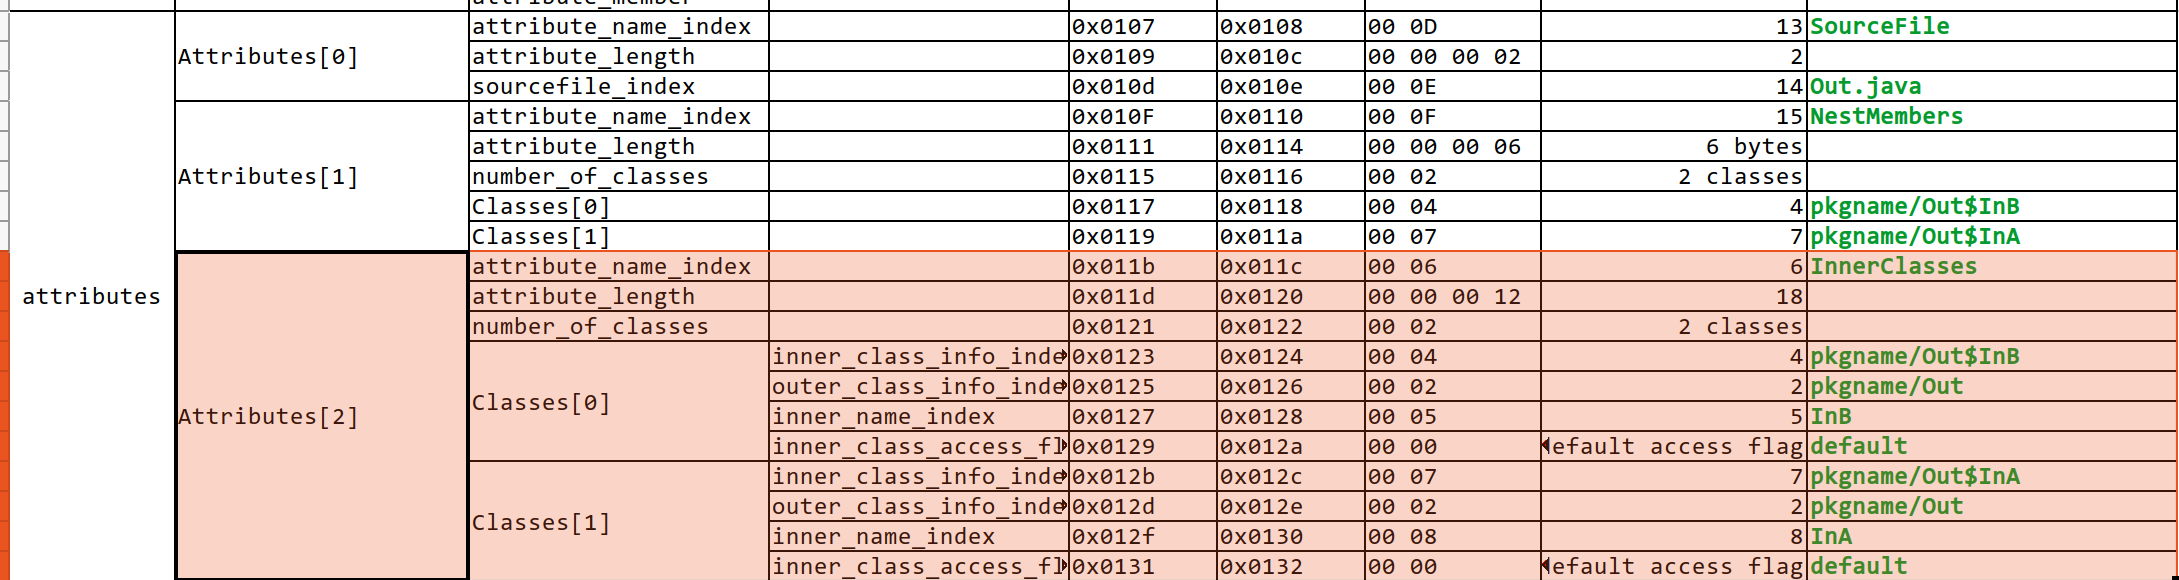 attribute_member
attribute_name_index 0x0107 0x0108 00 0D 13 SourceFile
Attributes[0] attribute_length 0x0109 0x010c 00 00 00 02 2
sourcefile_index 0x010d 0x010e 00 0E 14 Out.java
attribute_name_index 0x010F 0x0110 00 0F 15 NestMembers
attribute_length 0x0111 0x0114 00 00 00 06 6 bytes
Attributes[1] number_of_classes 0x0115 0x0116 00 02 2 classes
Classes[0] 0x0117 0x0118 00 04 4 pkgname/Out$InB
Classes[1] 0x0119 0x011a 00 07 7 pkgname/Out$InA
attribute_name_index 0x011b 0x011c 00 06 6 InnerClasses
attributes attribute_length 0x011d 0x0120 00 00 00 12 18
number_of_classes 0x0121 0x0122 00 02 2 classes
inner_class_info_inde 0x0123 0x0124 00 04 4 pkgname/Out$InB
Classes[0] outer_class_info_inde 0x0125 0x0126 00 02 2 pkgname/Out
Attributes[2] inner_name_index 0x0127 0x0128 00 05 5 InB
inner_class_access_fl 0x0129 0x012a 00 00 efault access flag default
inner_class_info_inde 0x012b 0x012c 00 07 7 pkgname/Out$InA
Classes[1] outer_class_info_inde 0x012d 0x012e 00 02 2 pkgname/Out
inner_name_index 0x012f 0x0130 00 08 8 InA
inner_class_access_fl 0x0131 0x0132 00 00 efault access flag default